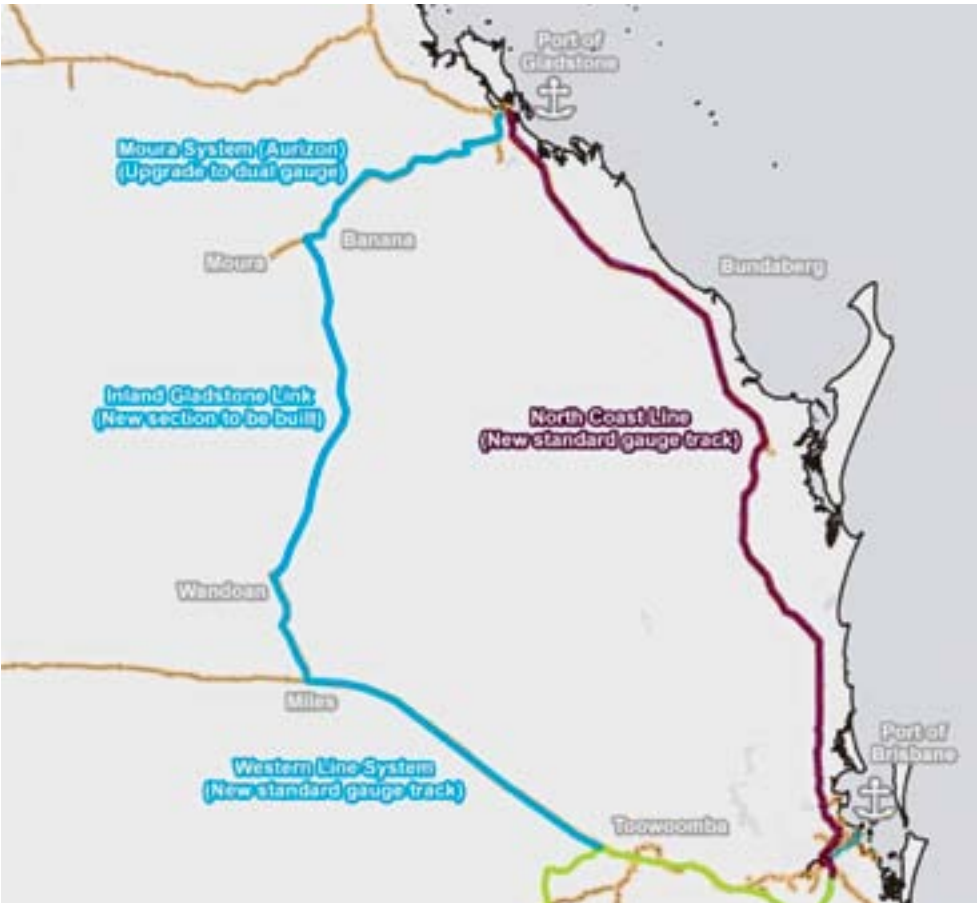 Port of
Gladstone
Moura System (Aurizon)
(Upgrade to dual gauge)
Banana
Moura
Bundaberg
Inland Gladstone Link
(New section to be built)
North Coast Line
(New standard gauge track)
Wandoan
Miles
Port of
Brisbane
Western Line System
(New standard gauge track)
Toowoomba